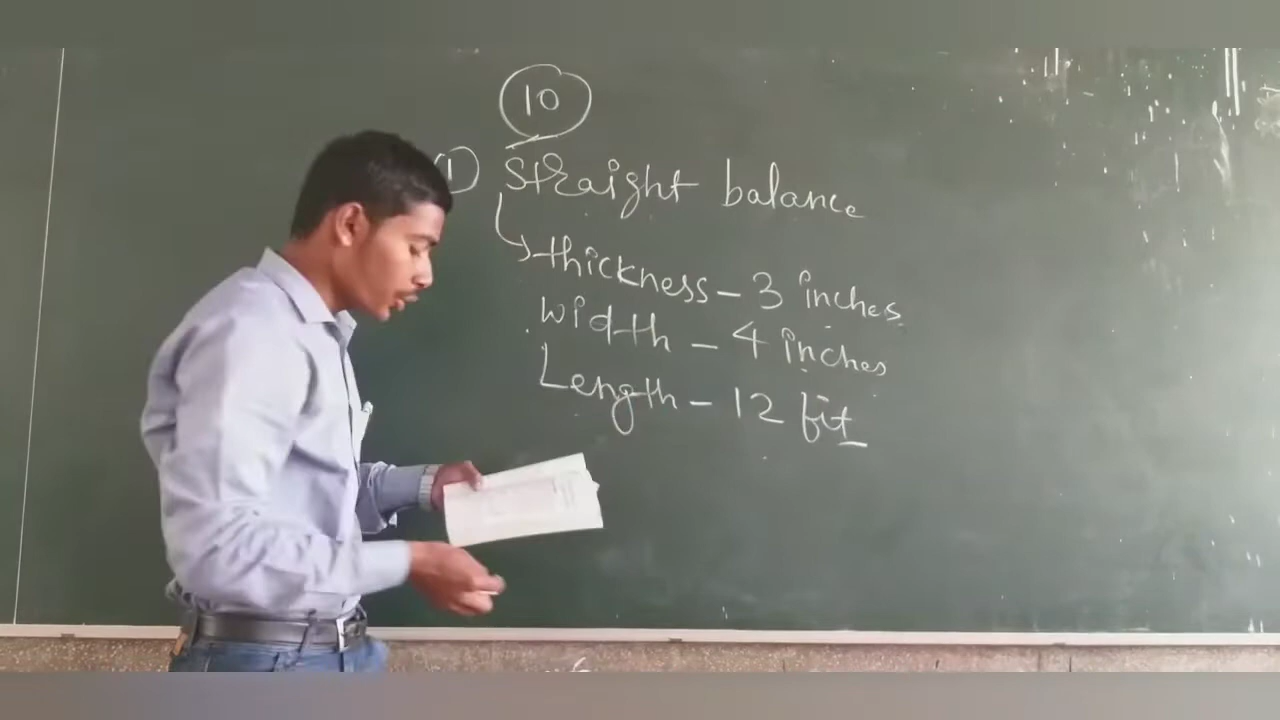 10
1) Straight balance
thickness - 3 inches
width - 4 inches
Length - 12 fit